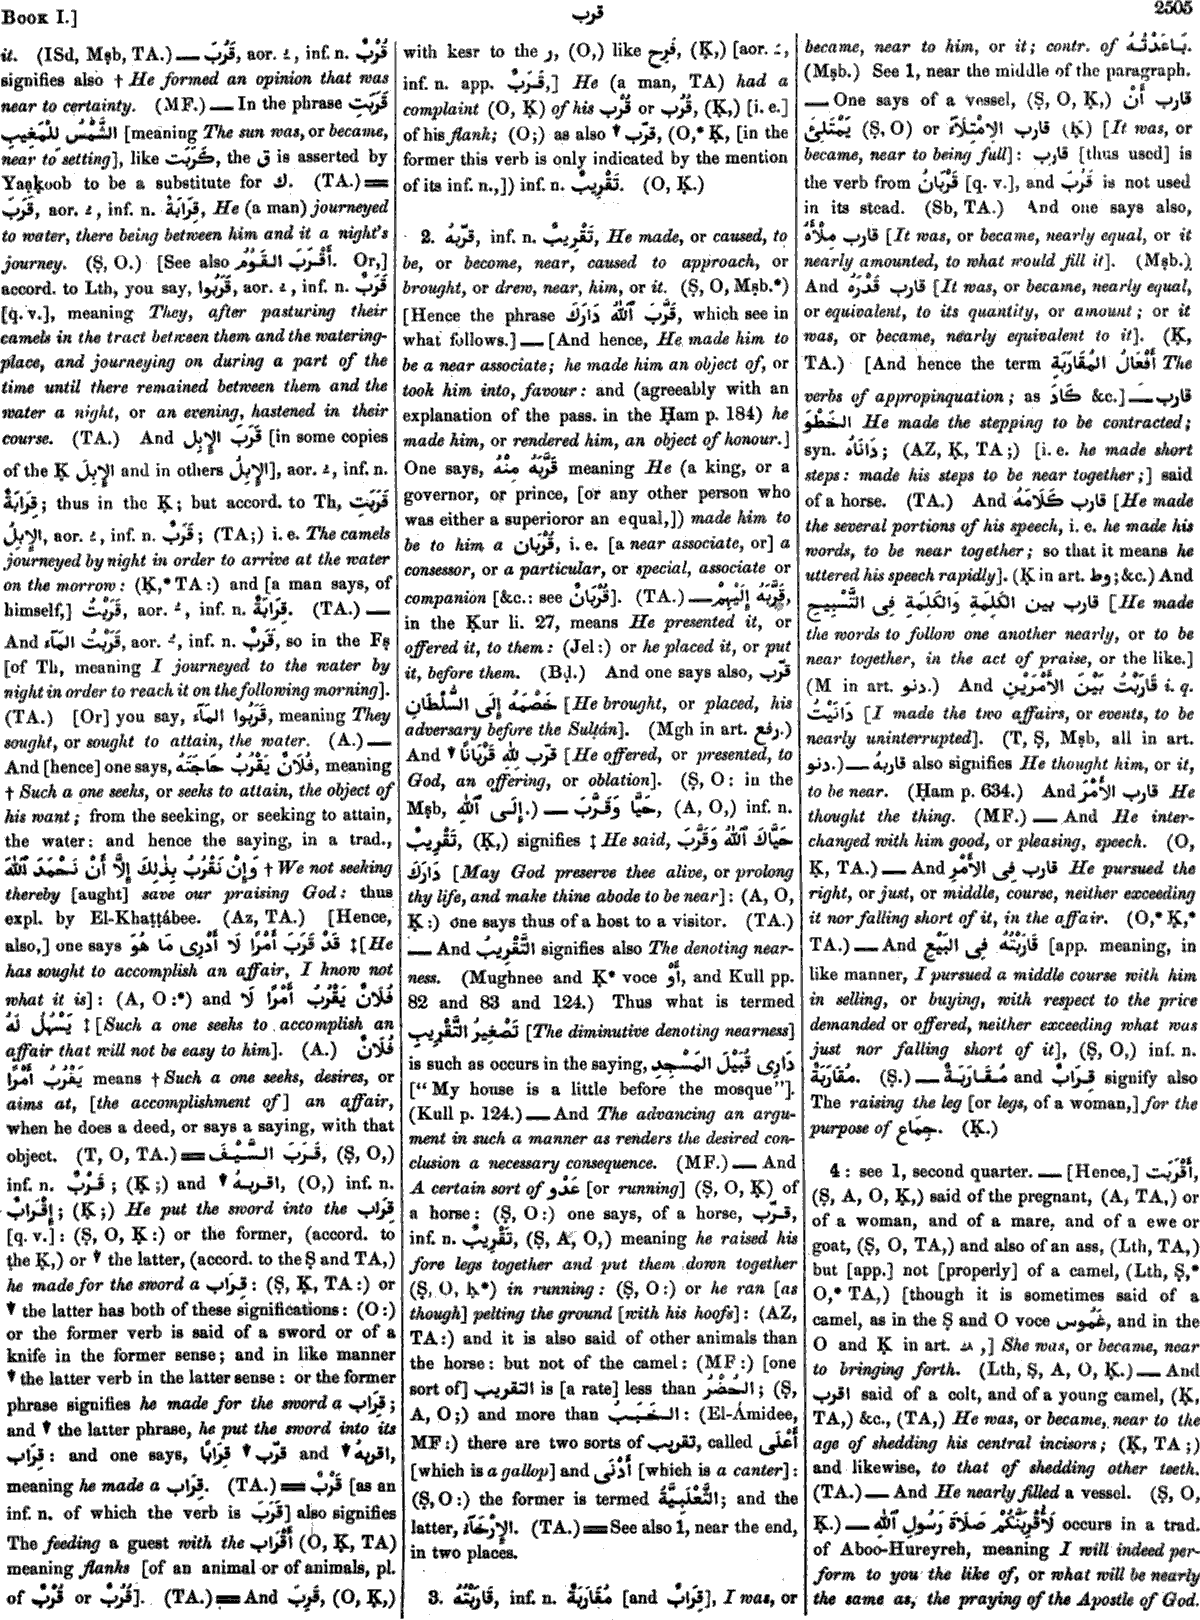 BOOK I.]
قرب
2505
it. (ISd, Mṣb, TA.) — قَرُبَ, aor. ـُ, inf. n. قُرْبٌ
signifies also † He formed an opinion that was
near to certainty. (MF.) — In the phrase قَرَبَتِ
الشَّمْسُ لِلْمَغِيبِ [meaning The sun was, or became,
near to setting], like كَرَبَت, the ق is asserted by
Yaạḳoob to be a substitute for ك. (TA.) ==
قَرَبَ, aor. ـُ, inf. n. قِرَابَةٌ, He (a man) journeyed
to water, there being between him and it a night's
journey. (Ṣ, O.) [See also أَقْرَبَ القَوْمُ. Or,]
accord. to Lth, you say, قَرَبُوا, aor. ـُ, inf. n. قَرَبٌ
[q. v.], meaning They, after pasturing their
camels in the tract between them and the watering-
place, and journeying on during a part of the
time until there remained between them and the
water a night, or an evening, hastened in their
course. (TA.) And قَرَبَ الإِبِل [in some copies
of the Ḳ الإِبِلَ and in others الإِبِلُ], aor. ـُ, inf. n.
قِرَابَةٌ; thus in the Ḳ; but accord. to Th, قَرَبَتِ
الإِبِلُ, aor. ـُ, inf. n. قَرَبٌ; (TA;) i. e. The camels
journeyed by night in order to arrive at the water
on the morrow: (Ḳ,* TA:) and [a man says, of
himself,] قَرَبْتُ, aor. ـُ, inf. n. قِرَابَةٌ. (TA.) —
And قَرَبْتُ المَآءَ, aor. ـُ, inf. n. قَرَبٌ, so in the Fṣ
[of Th, meaning I journeyed to the water by
night in order to reach it on the following morning].
(TA.) [Or] you say, قَرَبُوا المَآءَ, meaning They
sought, or sought to attain, the water. (A.) —
And [hence] one says, فُلَانٌ يَقْرُبُ حَاجَتَهُ, meaning
† Such a one seeks, or seeks to attain, the object of
his want; from the seeking, or seeking to attain,
the water: and hence the saying, in a trad.,
وَإِنْ نَقْرُبُ بِذٰلِكَ إِلَّا أَنْ نَحْمَدَ ٱللّٰهَ † We not seeking
thereby [aught] save our praising God: thus
expl. by El-Khaṭṭábee. (Az, TA.) [Hence,
also,] one says قَدْ قَرَبَ أَمْرًا لَا أَدْرِى مَا هُوَ ‡ [He
has sought to accomplish an affair, I know not
what it is]: (A, O:*) and فُلَانٌ يَقْرُبُ أَمْرًا لَا
يَسْهُلُ لَهُ ‡ [Such a one seeks to accomplish an
affair that will not be easy to him]. (A.) فُلَانٌ
يَقْرُبُ أَمْرًا means † Such a one seeks, desires, or
aims at, [the accomplishment of] an affair,
when he does a deed, or says a saying, with that
object. (T, O, TA.) == قَرَبَ السَّيْفَ, (Ṣ, O,)
inf. n. قَرْبٌ; (Ḳ;) and ▼ اقربهُ, (O,) inf. n.
إِقْرَابٌ; (Ḳ;) He put the sword into the قِرَاب
[q. v.]: (Ṣ, O, Ḳ:) or the former, (accord. to
the Ḳ,) or ▼ the latter, (accord. to the Ṣ and TA,)
he made for the sword a قِرَاب: (Ṣ, Ḳ, TA:) or
▼ the latter has both of these significations: (O:)
or the former verb is said of a sword or of a
knife in the former sense; and in like manner
▼ the latter verb in the latter sense: or the former
phrase signifies he made for the sword a قِرَاب;
and ▼ the latter phrase, he put the sword into its
قِرَاب: and one says, قَرَبَ قِرَابًا ▼ قرّب and ▼ اقربهُ,
meaning he made a قِرَاب. (TA.) == قَرْبٌ [as an
inf. n. of which the verb is قَرَبَ] also signifies
The feeding a guest with the أَقْرَاب (O, Ḳ, TA)
meaning flanks [of an animal or of animals, pl.
of قُرْبٌ or قُرُبٌ]. (TA.) == And قَرِبَ, (O, Ḳ,)
with kesr to the ر, (O,) like فَرِحَ, (Ḳ,) [aor. ـَ,
inf. n. app. قَرَبٌ,] He (a man, TA) had a
complaint (O, Ḳ) of his قُرْب or قُرُب, (Ḳ,) [i. e.]
of his flank; (O;) as also ▼ قرّب, (O,* Ḳ, [in the
former this verb is only indicated by the mention
of its inf. n.,]) inf. n. تَقْرِيبٌ. (O, Ḳ.)
2. قرّبهُ, inf. n. تَقْرِيبٌ, He made, or caused, to
be, or become, near, caused to approach, or
brought, or drew, near, him, or it. (Ṣ, O, Mṣb.*)
[Hence the phrase قَرَّبَ ٱللّٰهُ دَارَكَ, which see in
what follows.] — [And hence, He made him to
be a near associate; he made him an object of, or
took him into, favour: and (agreeably with an
explanation of the pass. in the Ḥam p. 184) he
made him, or rendered him, an object of honour.]
One says, قَرَّبَهُ مِنْهُ meaning He (a king, or a
governor, or prince, [or any other person who
was either a superior or an equal,]) made him to
be to him a قُرْبَان, i. e. [a near associate, or] a
consessor, or a particular, or special, associate or
companion [&c.: see قُرْبَانٌ]. (TA.) — قَرَّبَهُ إِلَيْهِمْ,
in the Ḳur li. 27, means He presented it, or
offered it, to them: (Jel:) or he placed it, or put
it, before them. (Bḍ.) And one says also, قرّب
خَصْمَهُ إِلَى السُّلْطَانِ [He brought, or placed, his
adversary before the Sulṭán]. (Mgh in art. رفع.)
And ▼ قرب لِلّٰهِ قُرْبَانًا [He offered, or presented, to
God, an offering, or oblation]. (Ṣ, O: in the
Mṣb, إِلَى ٱللّٰهِ.) — حَيَّا وَقَرَّبَ, (A, O,) inf. n.
تَقْرِيبٌ, (Ḳ,) signifies ‡ He said, حَيَّاكَ ٱللّٰهُ وَقَرَّبَ
دَارَكَ [May God preserve thee alive, or prolong
thy life, and make thine abode to be near]: (A, O,
Ḳ:) one says thus of a host to a visitor. (TA.)
— And التَّقْرِيبُ signifies also The denoting near-
ness. (Mughnee and Ḳ* voce أَوْ, and Kull pp.
82 and 83 and 124.) Thus what is termed
تَصْغِيرُ التَّقْرِيبِ [The diminutive denoting nearness]
is such as occurs in the saying, دَارِى قُبَيْلَ المَسْجِدِ
["My house is a little before the mosque"].
(Kull p. 124.) — And The advancing an argu-
ment in such a manner as renders the desired con-
clusion a necessary consequence. (MF.) — And
A certain sort of عَدْو [or running] (Ṣ, O, Ḳ) of
a horse: (Ṣ, O:) one says, of a horse, قرّب,
inf. n. تَقْرِيبٌ, (Ṣ, A, O,) meaning he raised his
fore legs together and put them down together
(Ṣ, O, Ḳ*) in running: (Ṣ, O:) or he ran [as
though] pelting the ground [with his hoofs]: (AZ,
TA:) and it is also said of other animals than
the horse: but not of the camel: (MF:) [one
sort of] التقريب is [a rate] less than الحُضْرُ; (Ṣ,
A, O;) and more than الخَبَبُ: (El-Ámidee,
MF:) there are two sorts of تقريب, called أَعْلَى
[which is a gallop] and أَدْنَى [which is a canter]:
(Ṣ, O:) the former is termed الثَّعْلَبِيَّةُ; and the
latter, الإِرْخَآءُ. (TA.) == See also 1, near the end,
in two places.
3. قَارَبْتُهُ, inf. n. مُقَارَبَةٌ [and قِرَابٌ], I was, or
became, near to him, or it; contr. of بَاعَدْتُهُ.
(Mṣb.) See 1, near the middle of the paragraph.
— One says of a vessel, (Ṣ, O, Ḳ,) قارب أَنْ
يَمْتَلِئَ (Ṣ, O) or قارب الاِمْتِلَآءَ (Ḳ) [It was, or
became, near to being full]: قارب [thus used] is
the verb from قُرْبَانُ [q. v.], and قَرُبَ is not used
in its stead. (Sb, TA.) And one says also,
قارب مِلْأَهُ [It was, or became, nearly equal, or it
nearly amounted, to what would fill it]. (Mṣb.)
And قارب قَدْرَهُ [It was, or became, nearly equal,
or equivalent, to its quantity, or amount; or it
was, or became, nearly equivalent to it]. (Ḳ,
TA.) [And hence the term أَفْعَالُ المُقَارَبَةِ The
verbs of appropinquation; as كَادَ &c.] — قارب
الخَطْوَ He made the stepping to be contracted;
syn. دَانَاهُ; (AZ, Ḳ, TA;) [i. e. he made short
steps: made his steps to be near together;] said
of a horse. (TA.) And قارب كَلَامَهُ [He made
the several portions of his speech, i. e. he made his
words, to be near together; so that it means he
uttered his speech rapidly]. (Ḳ in art. وط; &c.) And
قارب بين الكَلِمَةِ وَالكَلِمَةِ فِى التَّسْبِيحِ [He made
the words to follow one another nearly, or to be
near together, in the act of praise, or the like.]
(M in art. دنو.) And قَارَبْتُ بَيْنَ الأَمْرَيْنِ i. q.
دَانَيْتُ [I made the two affairs, or events, to be
nearly uninterrupted]. (T, Ṣ, Mṣb, all in art.
دنو.) — قاربهُ also signifies He thought him, or it,
to be near. (Ḥam p. 634.) And قارب الأَمْرَ He
thought the thing. (MF.) — And He inter-
changed with him good, or pleasing, speech. (O,
Ḳ, TA.) — And قارب فِى الأَمْرِ He pursued the
right, or just, or middle, course, neither exceeding
it nor falling short of it, in the affair. (O,* Ḳ,*
TA.) — And قَارَبْتُهُ فِى البَيْعِ [app. meaning, in
like manner, I pursued a middle course with him
in selling, or buying, with respect to the price
demanded or offered, neither exceeding what was
just nor falling short of it], (Ṣ, O,) inf. n.
مُقَارَبَةٌ. (Ṣ.) — مُقَارَبَةٌ and قِرَابٌ signify also
The raising the leg [or legs, of a woman,] for the
purpose of جِمَاع. (Ḳ.)
4: see 1, second quarter. — [Hence,] أَقْرَبَتْ,
(Ṣ, A, O, Ḳ,) said of the pregnant, (A, TA,) or
of a woman, and of a mare, and of a ewe or
goat, (Ṣ, O, TA,) and also of an ass, (Lth, TA,)
but [app.] not [properly] of a camel, (Lth, Ṣ,*
O,* TA,) [though it is sometimes said of a
camel, as in the Ṣ and O voce غَمُوس, and in the
O and Ḳ in art. ,] She was, or became, near
to bringing forth. (Lth, Ṣ, A, O, Ḳ.) — And
اقرب said of a colt, and of a young camel, (Ḳ,
TA,) &c., (TA,) He was, or became, near to the
age of shedding his central incisors; (Ḳ, TA;)
and likewise, to that of shedding other teeth.
(TA.) — And He nearly filled a vessel. (Ṣ, O,
Ḳ.) — لَأُقَرِّبَنَّكُمْ صَلَاةَ رَسُولِ ٱللّٰهِ occurs in a trad.
of Aboo-Hureyreh, meaning I will indeed per-
form to you the like of, or what will be nearly
the same as, the praying of the Apostle of God.